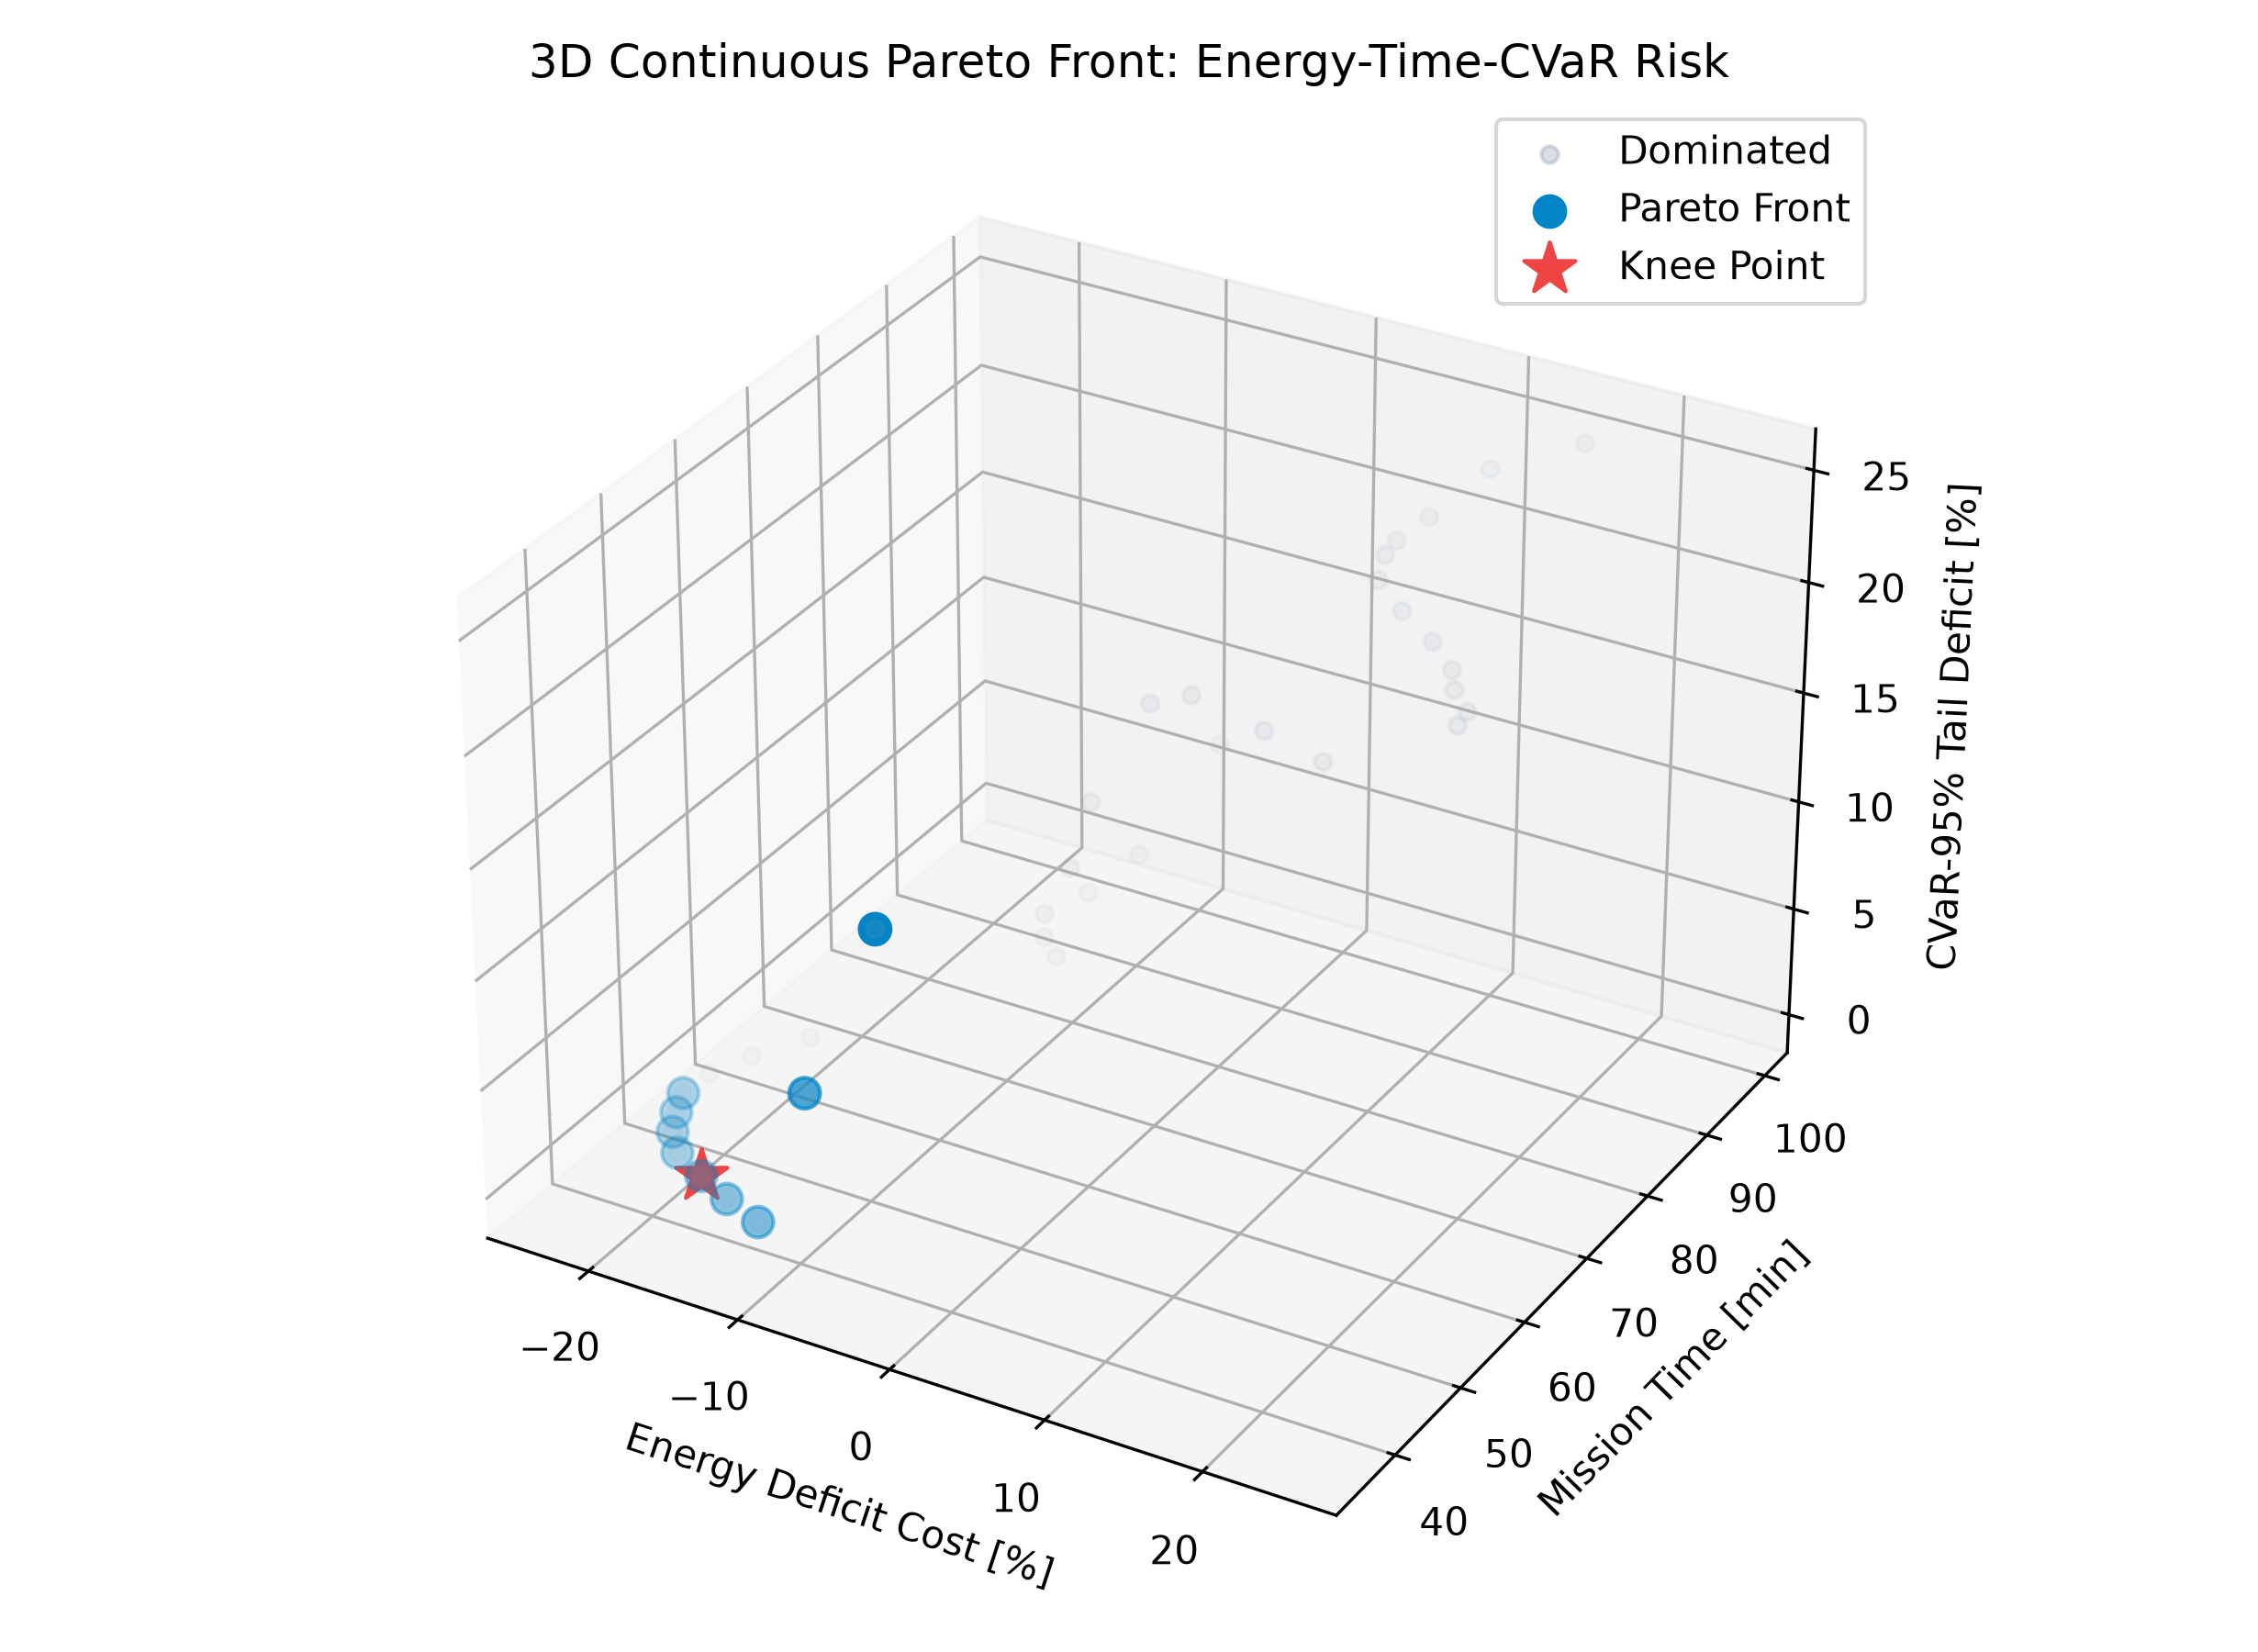 3D Continuous Pareto Front: Energy-Time-CVaR Risk
Dominated
Pareto Front
Knee Point
25
20
15
10
5
0
CVaR-95% Tail Deficit [%]
100
90
80
70
60
50
40
Mission Time [min]
−20
−10
0
10
20
Energy Deficit Cost [%]